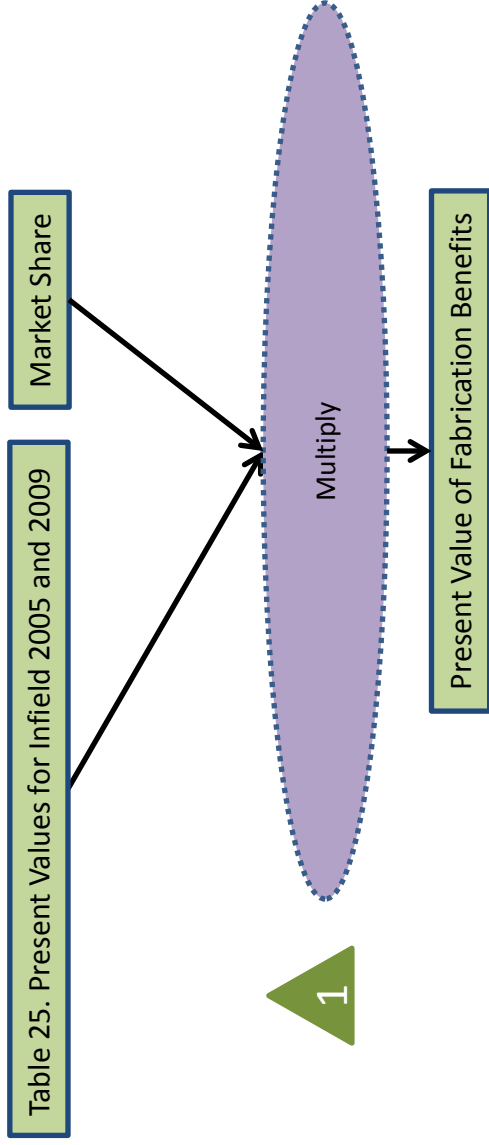 Table 25. Present Values for Infield 2005 and 2009
Market Share
1
Multiply
Present Value of Fabrication Benefits